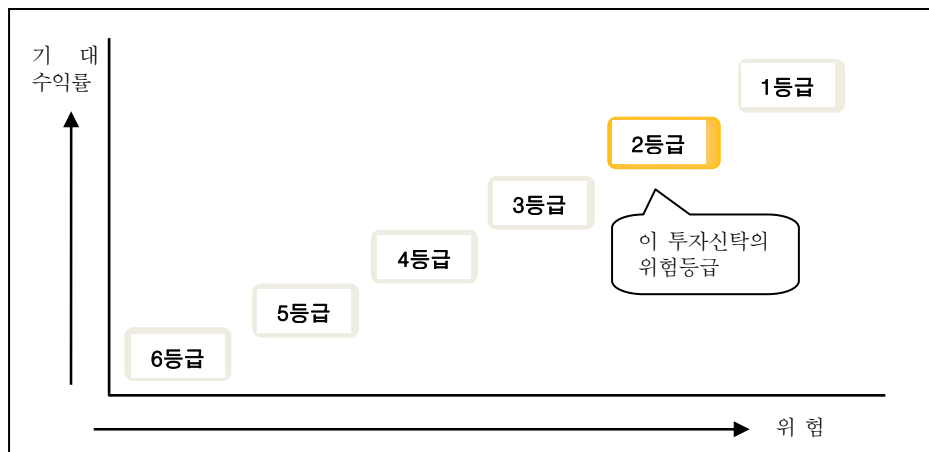 기 대
수익률
1등급
2등급
3등급
이 투자신탁의
위험등급
4등급
5등급
6등급
위 험